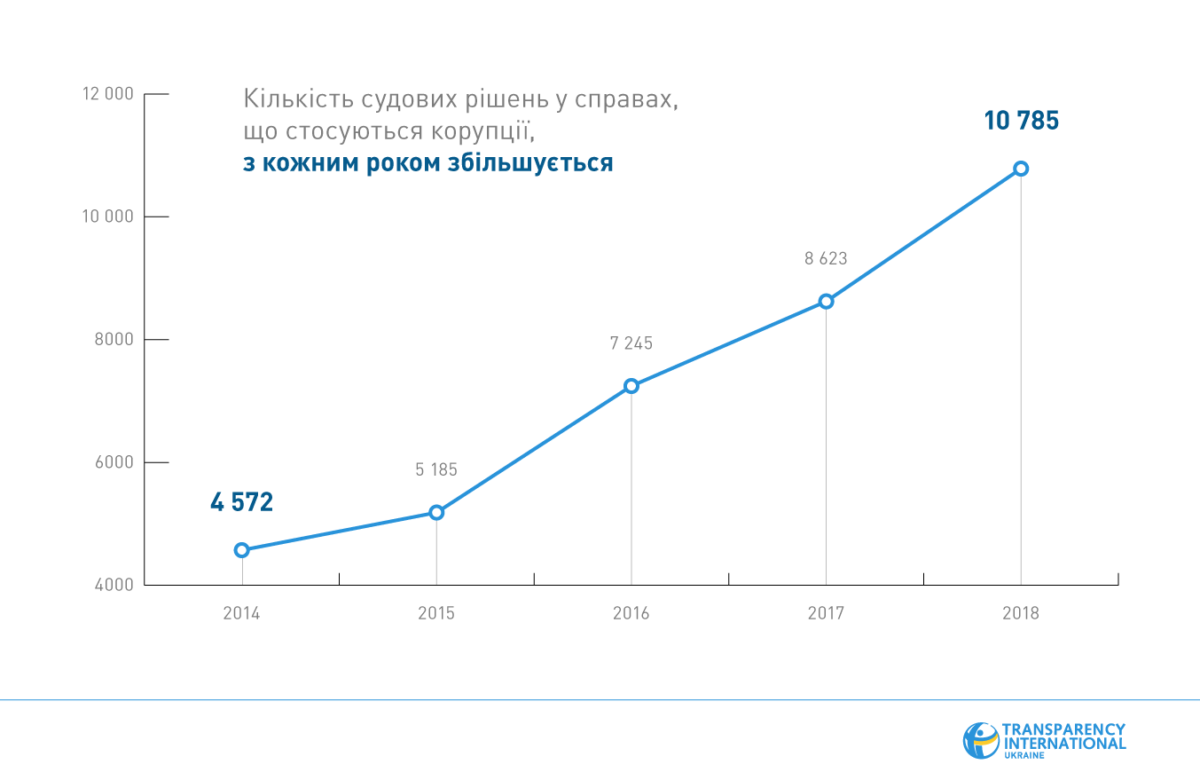 Кількість судових рішень у справах,
що стосуються корупції,
з кожним роком збільшується
12 000
10 000
8000
6000
4000
4 572
5 185
7 245
8 623
10 785
2014
2015
2016
2017
2018
TRANSPARENCY
INTERNATIONAL
UKRAINE